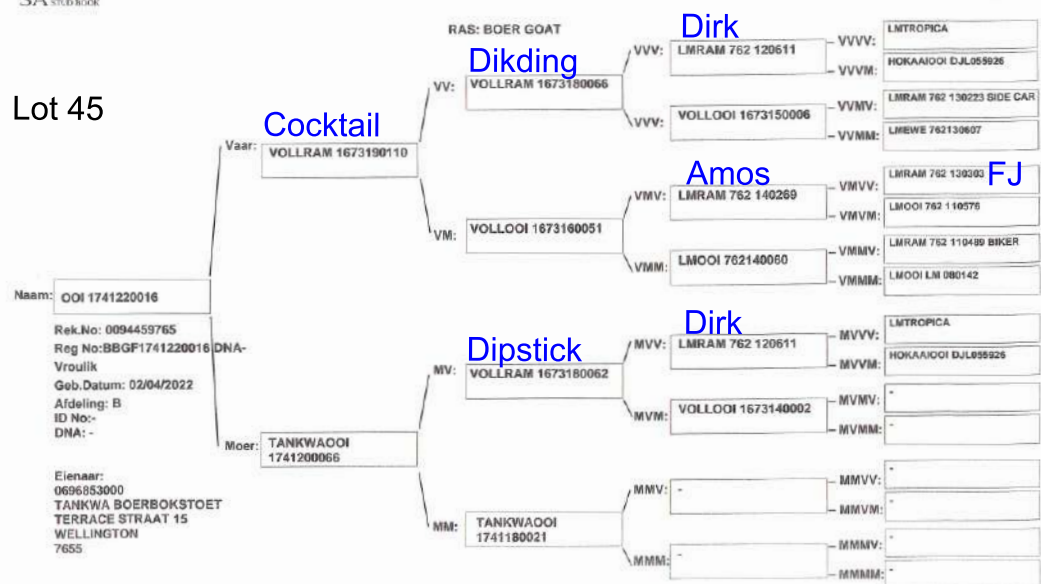 SA STUD BOOK
RAS: BOER GOAT
Lot 45
Naam: OOI 1741220016
Rek.No: 0094459765
Reg No:BBGF1741220016 DNA-
Vroulik
Geb.Datum: 02/04/2022
Afdeling: B
ID No:-
DNA: -
Eienaar:
0696853000
TANKWA BOERBOKSTOET
TERRACE STRAAT 15
WELLINGTON
7655
Cocktail
Vaar: VOLLRAM 1673190110
Moer: TANKWAOOI
1741200066
Dikding
VV: VOLLRAM 1673180066
VM: VOLLOOI 1673160051
Dipstick
MV: VOLLRAM 1673180062
MM: TANKWAOOI
1741180021
Dirk
VVV: LMRAM 762 120611
VVV: VOLLOOI 1673150006
Amos
VMV: LMRAM 762 140269
VMM: LMOOI 762140060
Dirk
MVV: LMRAM 762 120611
MVM: VOLLOOI 1673140002
MMV: -
MMM: -
VVVV: LMTROPICA
VVVM: HOKAAIOOI DJL055926
VVMV: LMRAM 762 130223 SIDE CAR
VVMM: LMEWE 762130607
VMVV: LMRAM 762 130303 FJ
VMVM: LMOOI 762 110576
VMMV: LMRAM 762 110489 BIKER
VMMM: LMOOI LM 080142
MVVV: LMTROPICA
MVVM: HOKAAIOOI DJL055926
MVMV: -
MVMM: -
MMVV: -
MMVM: -
MMMV: -
MMMM: -